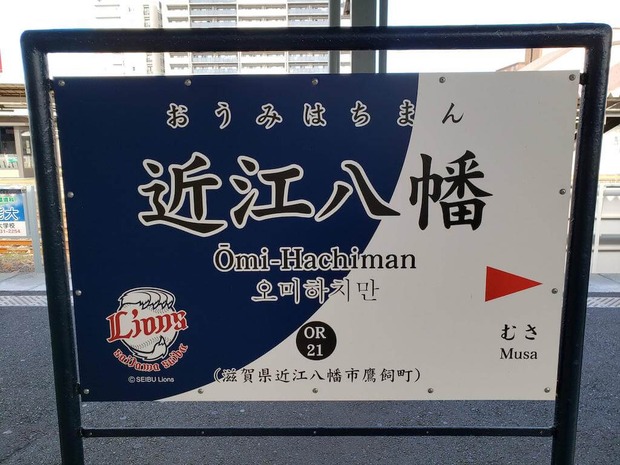 おうみはちまん
近江八幡
Ōmi-Hachiman
오미하치만
OR
21
(滋賀県近江八幡市鷹飼町)
むさ
Musa
Lions
saitama seibu
©SEIBU Lions